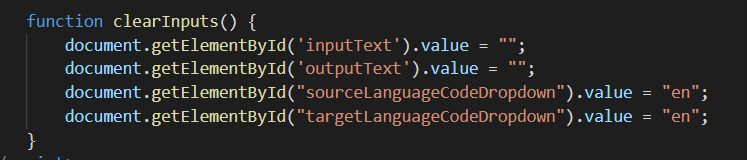 function clearInputs() {
document.getElementById('inputText').value = "";
document.getElementById('outputText').value = "";
document.getElementById("sourceLanguageCodeDropdown").value = "en";
document.getElementById("targetLanguageCodeDropdown").value = "en";
}